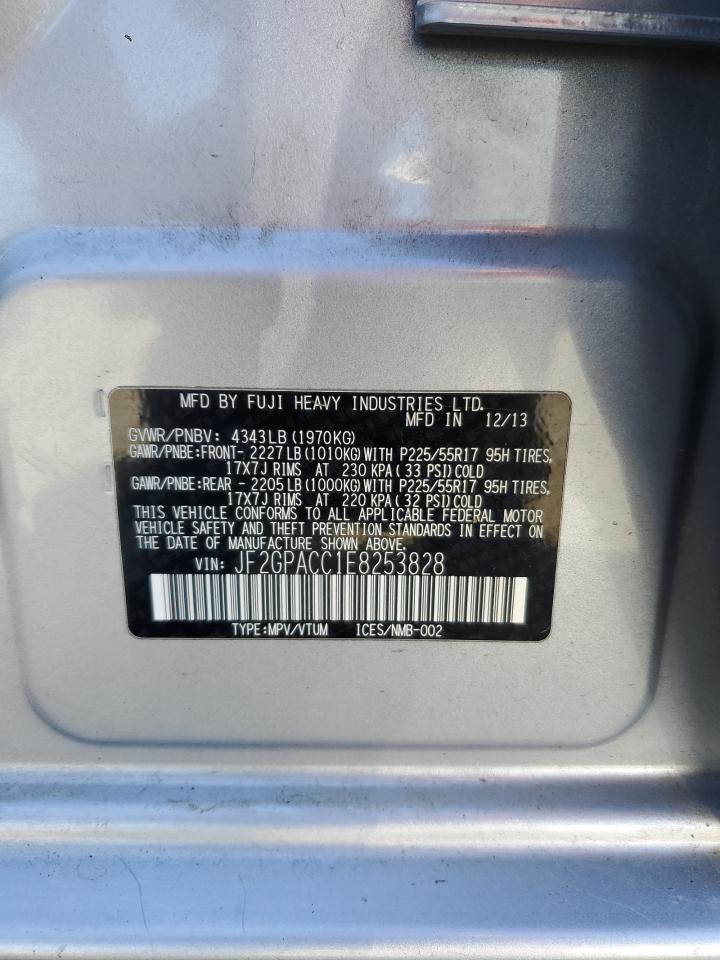 MFD BY FUJI HEAVY INDUSTRIES LTD.
MFD IN 12/13
GVWR/PNBV: 4343LB(1970KG)
GAWR/PNBE:FRONT-2227LB(1010KG)WITH P225/55R17 95H TIRES,
17X7J RIMS AT 230 KPA(33 PSI)COLD
GAWR/PNBE:REAR -2205LB(1000KG)WITH P225/55R17 95H TIRES,
17X7J RIMS AT 220 KPA(32 PSI)COLD
THIS VEHICLE CONFORMS TO ALL APPLICABLE FEDERAL MOTOR
VEHICLE SAFETY AND THEFT PREVENTION STANDARDS IN EFFECT ON
THE DATE OF MANUFACTURE SHOWN ABOVE.
VIN: JF2GPACC1E8253828
TYPE:MPV/VTUM ICES/NMB-002